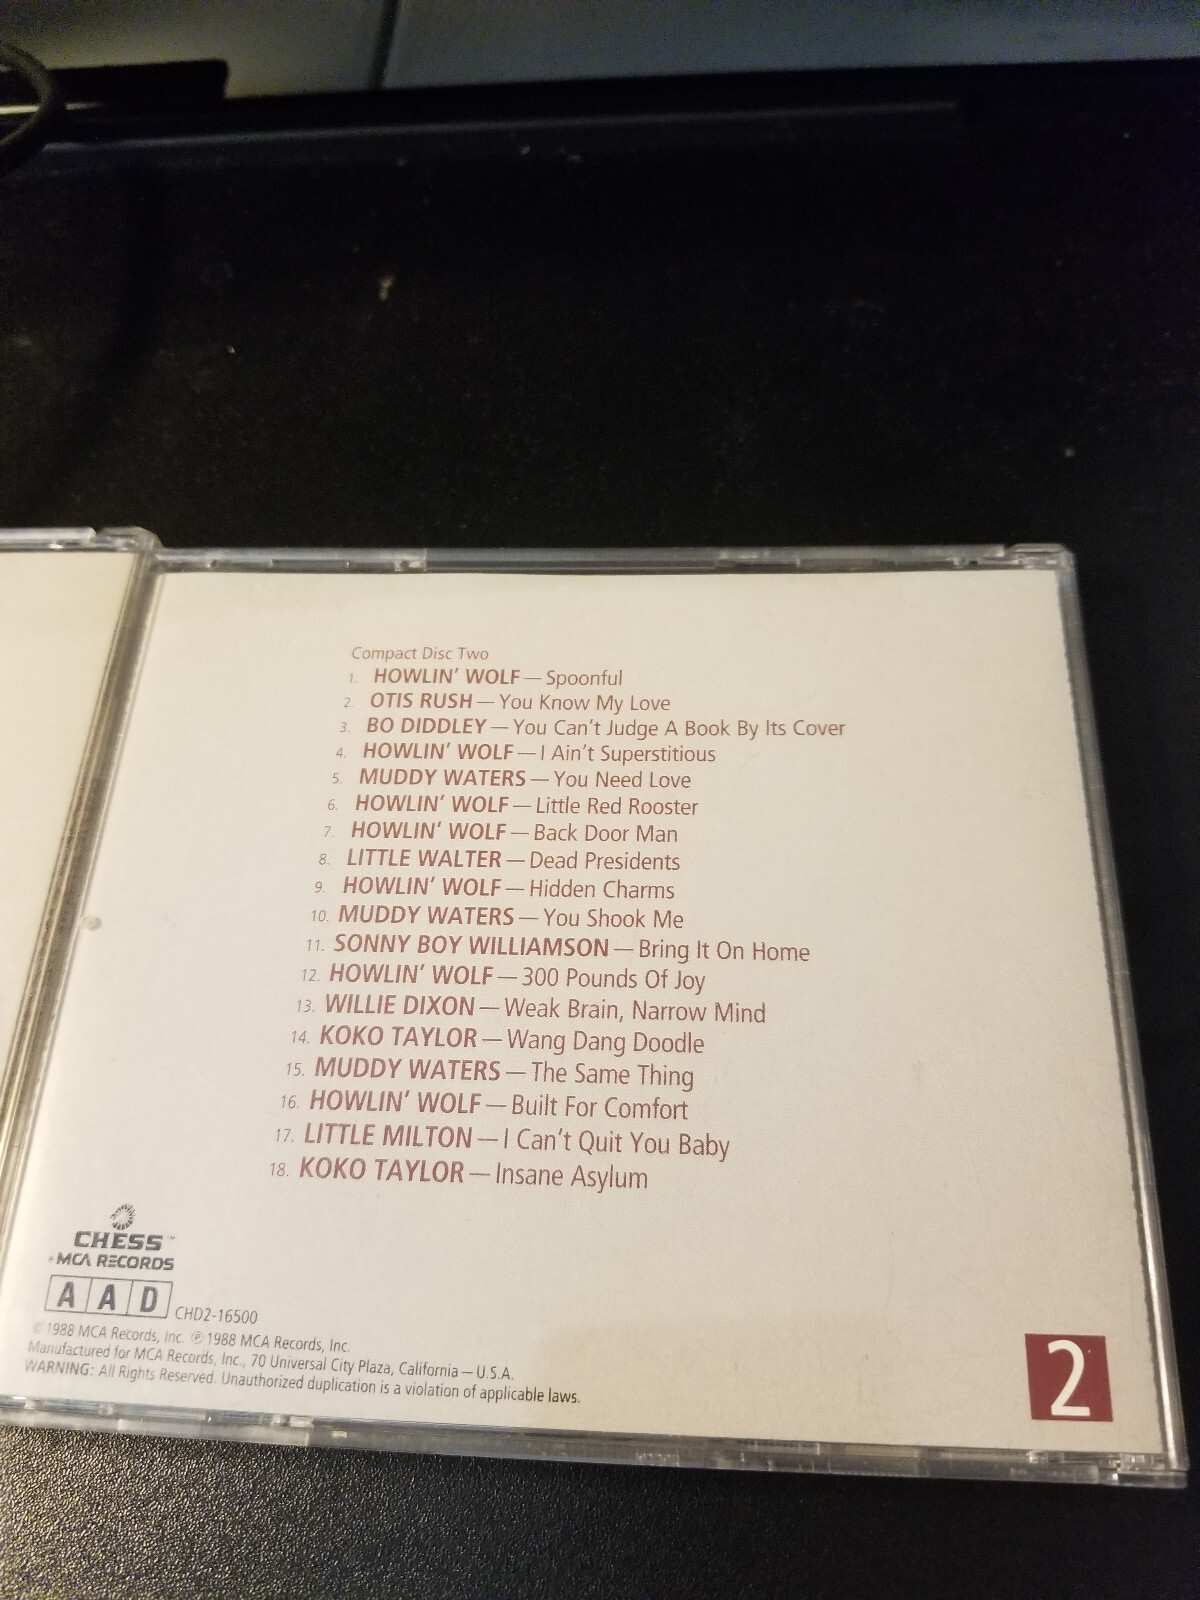 Compact Disc Two
1. HOWLIN' WOLF — Spoonful
2. OTIS RUSH — You Know My Love
3. BO DIDDLEY — You Can't Judge A Book By Its Cover
4. HOWLIN' WOLF — I Ain't Superstitious
5. MUDDY WATERS — You Need Love
6. HOWLIN' WOLF — Little Red Rooster
7. HOWLIN' WOLF — Back Door Man
8. LITTLE WALTER — Dead Presidents
9. HOWLIN' WOLF — Hidden Charms
10. MUDDY WATERS — You Shook Me
11. SONNY BOY WILLIAMSON — Bring It On Home
12. HOWLIN' WOLF — 300 Pounds Of Joy
13. WILLIE DIXON — Weak Brain, Narrow Mind
14. KOKO TAYLOR — Wang Dang Doodle
15. MUDDY WATERS — The Same Thing
16. HOWLIN' WOLF — Built For Comfort
17. LITTLE MILTON — I Can't Quit You Baby
18. KOKO TAYLOR — Insane Asylum
CHESS™
MCA RECORDS
A A D CHD2-16500
© 1988 MCA Records, Inc. ℗ 1988 MCA Records, Inc.
Manufactured for MCA Records, Inc., 70 Universal City Plaza, California — U.S.A.
WARNING: All Rights Reserved. Unauthorized duplication is a violation of applicable laws.
2